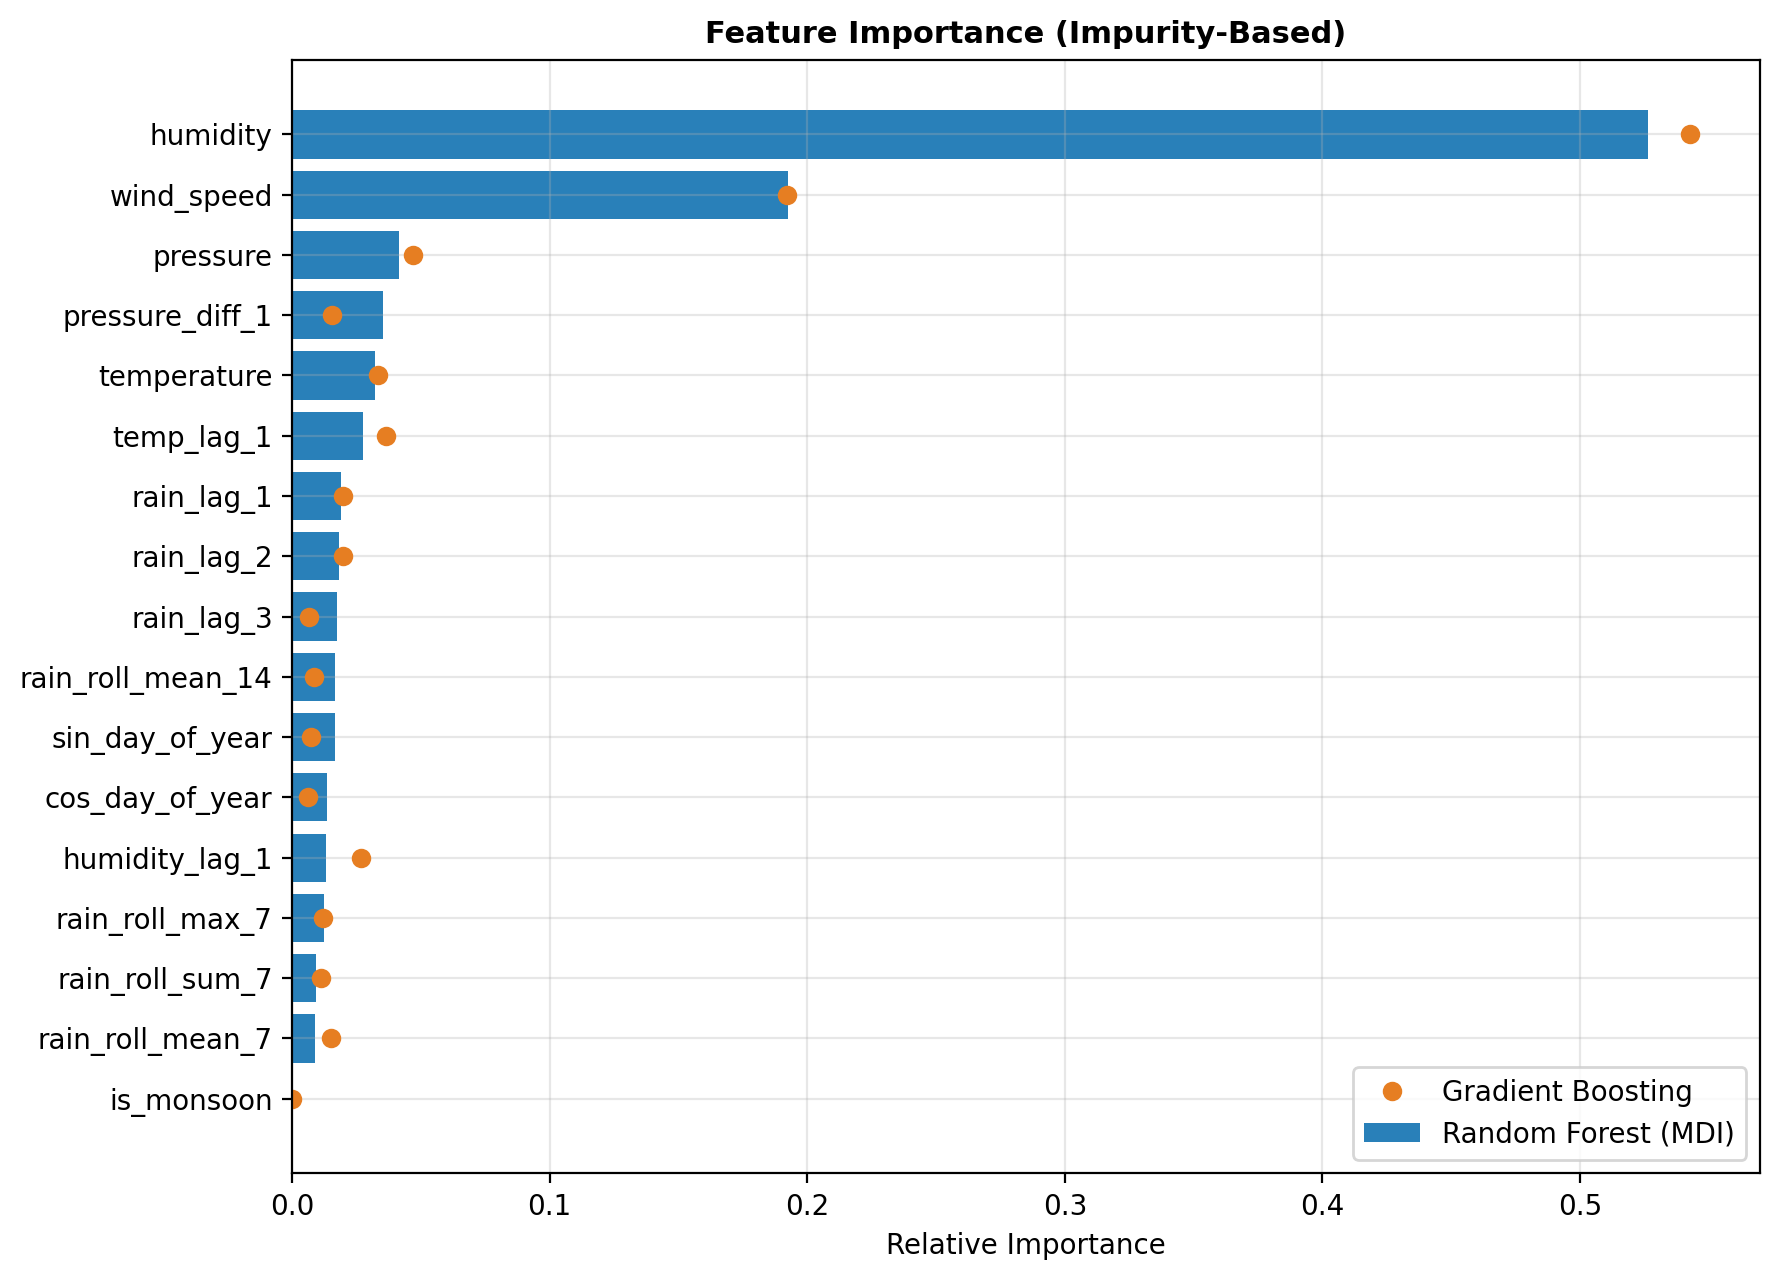 Feature Importance (Impurity-Based)
humidity
wind_speed
pressure
pressure_diff_1
temperature
temp_lag_1
rain_lag_1
rain_lag_2
rain_lag_3
rain_roll_mean_14
sin_day_of_year
cos_day_of_year
humidity_lag_1
rain_roll_max_7
rain_roll_sum_7
rain_roll_mean_7
is_monsoon
Gradient Boosting
Random Forest (MDI)
0.0 0.1 0.2 0.3 0.4 0.5
Relative Importance